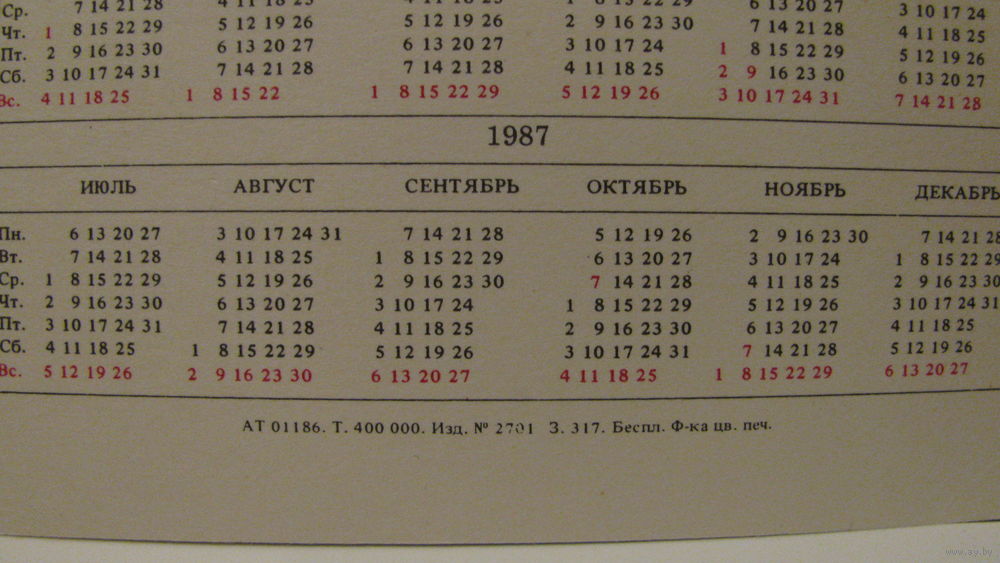 Ср. 7 14 21 28 4 11 18 25 4 11 18 25 1 8 15 22 29 6 13 20 27 3 10 17 24
Чт. 1 8 15 22 29 5 12 19 26 5 12 19 26 2 9 16 23 30 7 14 21 28 4 11 18 25
Пт. 2 9 16 23 30 6 13 20 27 6 13 20 27 3 10 17 24 1 8 15 22 29 5 12 19 26
Сб. 3 10 17 24 31 7 14 21 28 7 14 21 28 4 11 18 25 2 9 16 23 30 6 13 20 27
Вс. 4 11 18 25 1 8 15 22 1 8 15 22 29 5 12 19 26 3 10 17 24 31 7 14 21 28
1987
ИЮЛЬ АВГУСТ СЕНТЯБРЬ ОКТЯБРЬ НОЯБРЬ ДЕКАБРЬ
Пн. 6 13 20 27 3 10 17 24 31 7 14 21 28 5 12 19 26 2 9 16 23 30 7 14 21 28
Вт. 7 14 21 28 4 11 18 25 1 8 15 22 29 6 13 20 27 3 10 17 24 1 8 15 22 29
Ср. 1 8 15 22 29 5 12 19 26 2 9 16 23 30 7 14 21 28 4 11 18 25 2 9 16 23 30
Чт. 2 9 16 23 30 6 13 20 27 3 10 17 24 1 8 15 22 29 5 12 19 26 3 10 17 24 31
Пт. 3 10 17 24 31 7 14 21 28 4 11 18 25 2 9 16 23 30 6 13 20 27 4 11 18 25
Сб. 4 11 18 25 1 8 15 22 29 5 12 19 26 3 10 17 24 31 7 14 21 28 5 12 19 26
Вс. 5 12 19 26 2 9 16 23 30 6 13 20 27 4 11 18 25 1 8 15 22 29 6 13 20 27
АТ 01186. Т. 400 000. Изд. № 2701 З. 317. Беспл. Ф-ка цв. печ.
www.ay.by